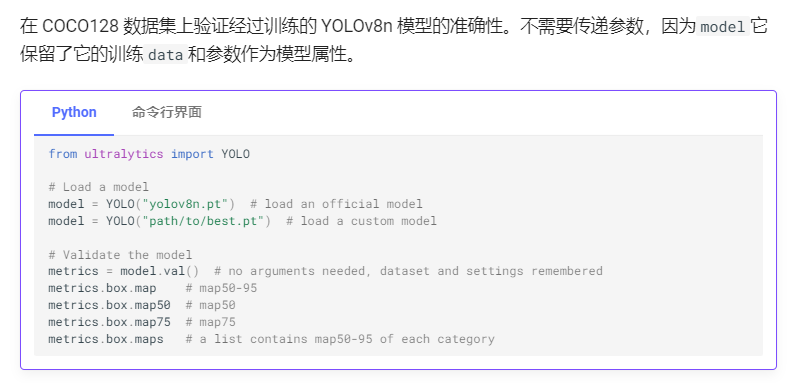 在 COCO128 数据集上验证经过训练的 YOLOv8n 模型的准确性。不需要传递参数，因为 model 它
保留了它的训练 data 和参数作为模型属性。
Python 命令行界面
from ultralytics import YOLO
# Load a model
model = YOLO("yolov8n.pt")  # load an official model
model = YOLO("path/to/best.pt")  # load a custom model
# Validate the model
metrics = model.val()  # no arguments needed, dataset and settings remembered
metrics.box.map    # map50-95
metrics.box.map50  # map50
metrics.box.map75  # map75
metrics.box.maps   # a list contains map50-95 of each category